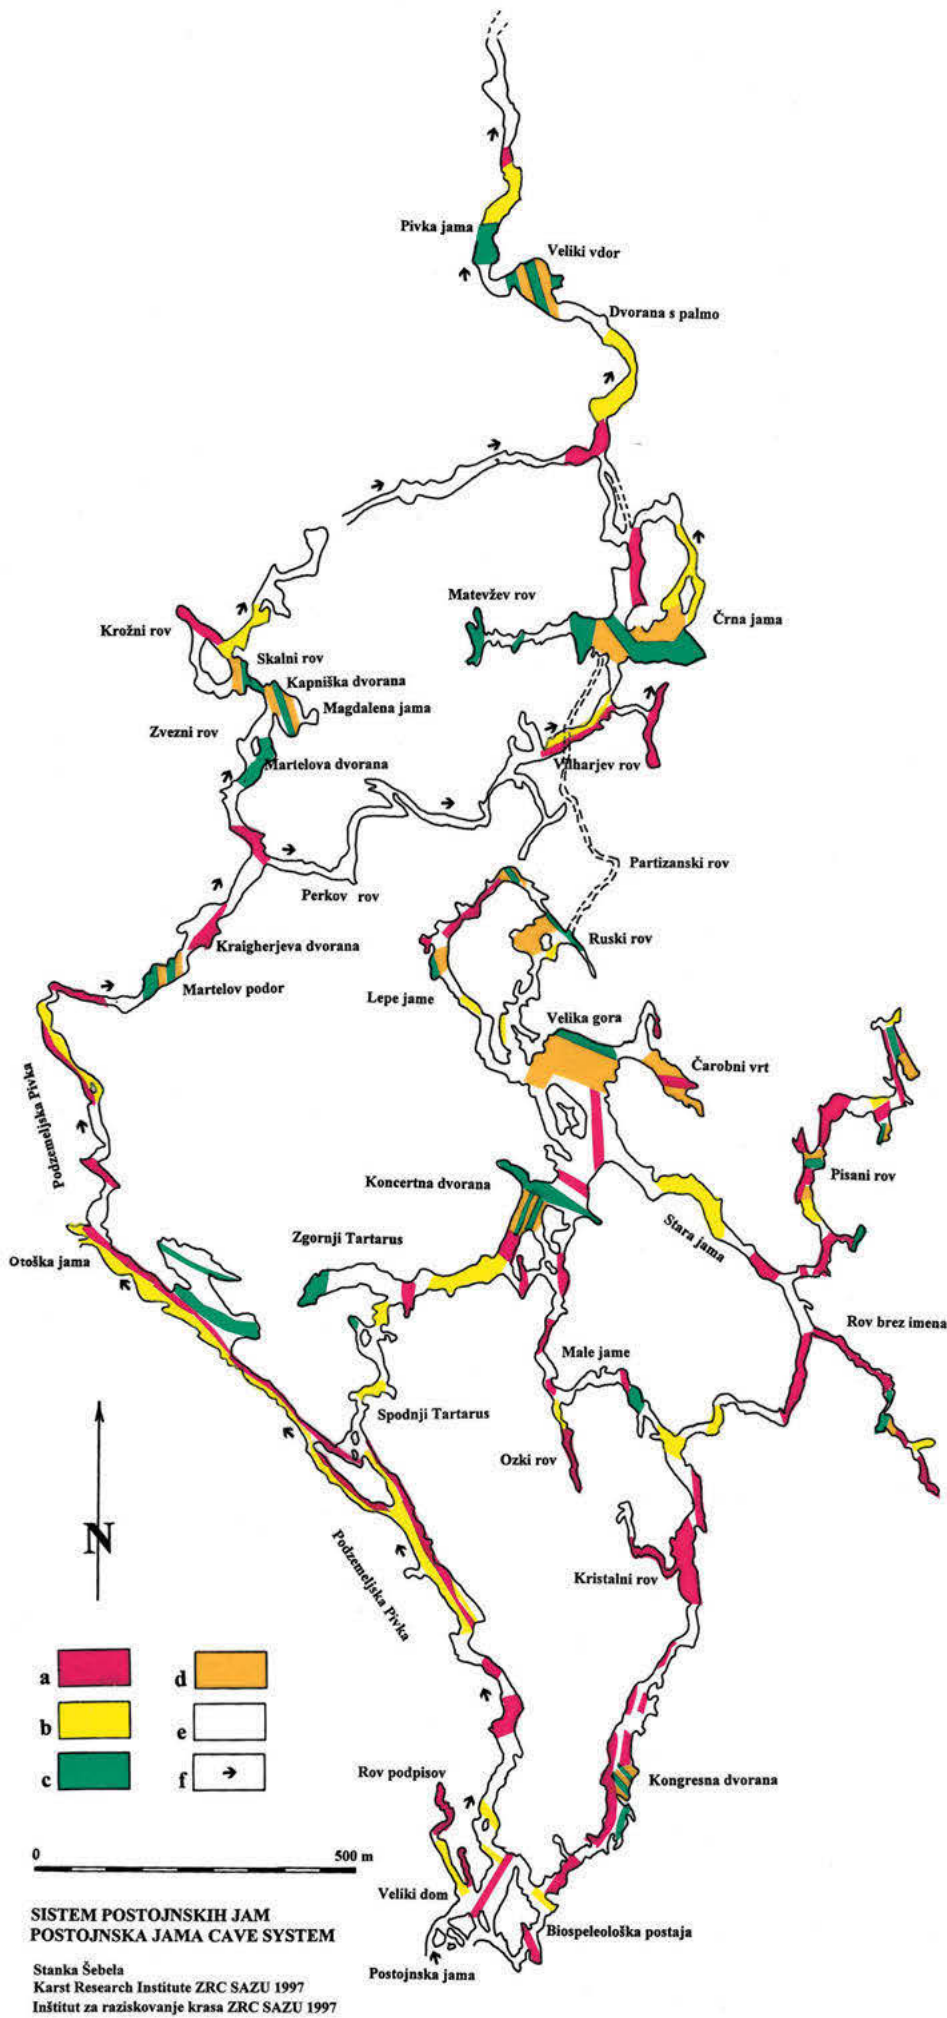 Pivka jama
Veliki vdor
Dvorana s palmo
Matevžev rov
Črna jama
Krožni rov
Skalni rov
Kapniška dvorana
Magdalena jama
Zvezni rov
Martelova dvorana
Vilharjev rov
Partizanski rov
Perkov rov
Ruski rov
Kraigherjeva dvorana
Martelov podor
Lepe jame
Velika gora
Čarobni vrt
Podzemeljska Pivka
Pisani rov
Koncertna dvorana
Stara jama
Zgornji Tartarus
Otoška jama
Rov brez imena
Male jame
Spodnji Tartarus
Ozki rov
N
Podzemeljska Pivka
Kristalni rov
a
d
b
e
c
f
Rov podpisov
Kongresna dvorana
0 500 m
Veliki dom
Biospeleološka postaja
Postojnska jama
SISTEM POSTOJNSKIH JAM
POSTOJNSKA JAMA CAVE SYSTEM
Stanka Šebela
Karst Research Institute ZRC SAZU 1997
Inštitut za raziskovanje krasa ZRC SAZU 1997